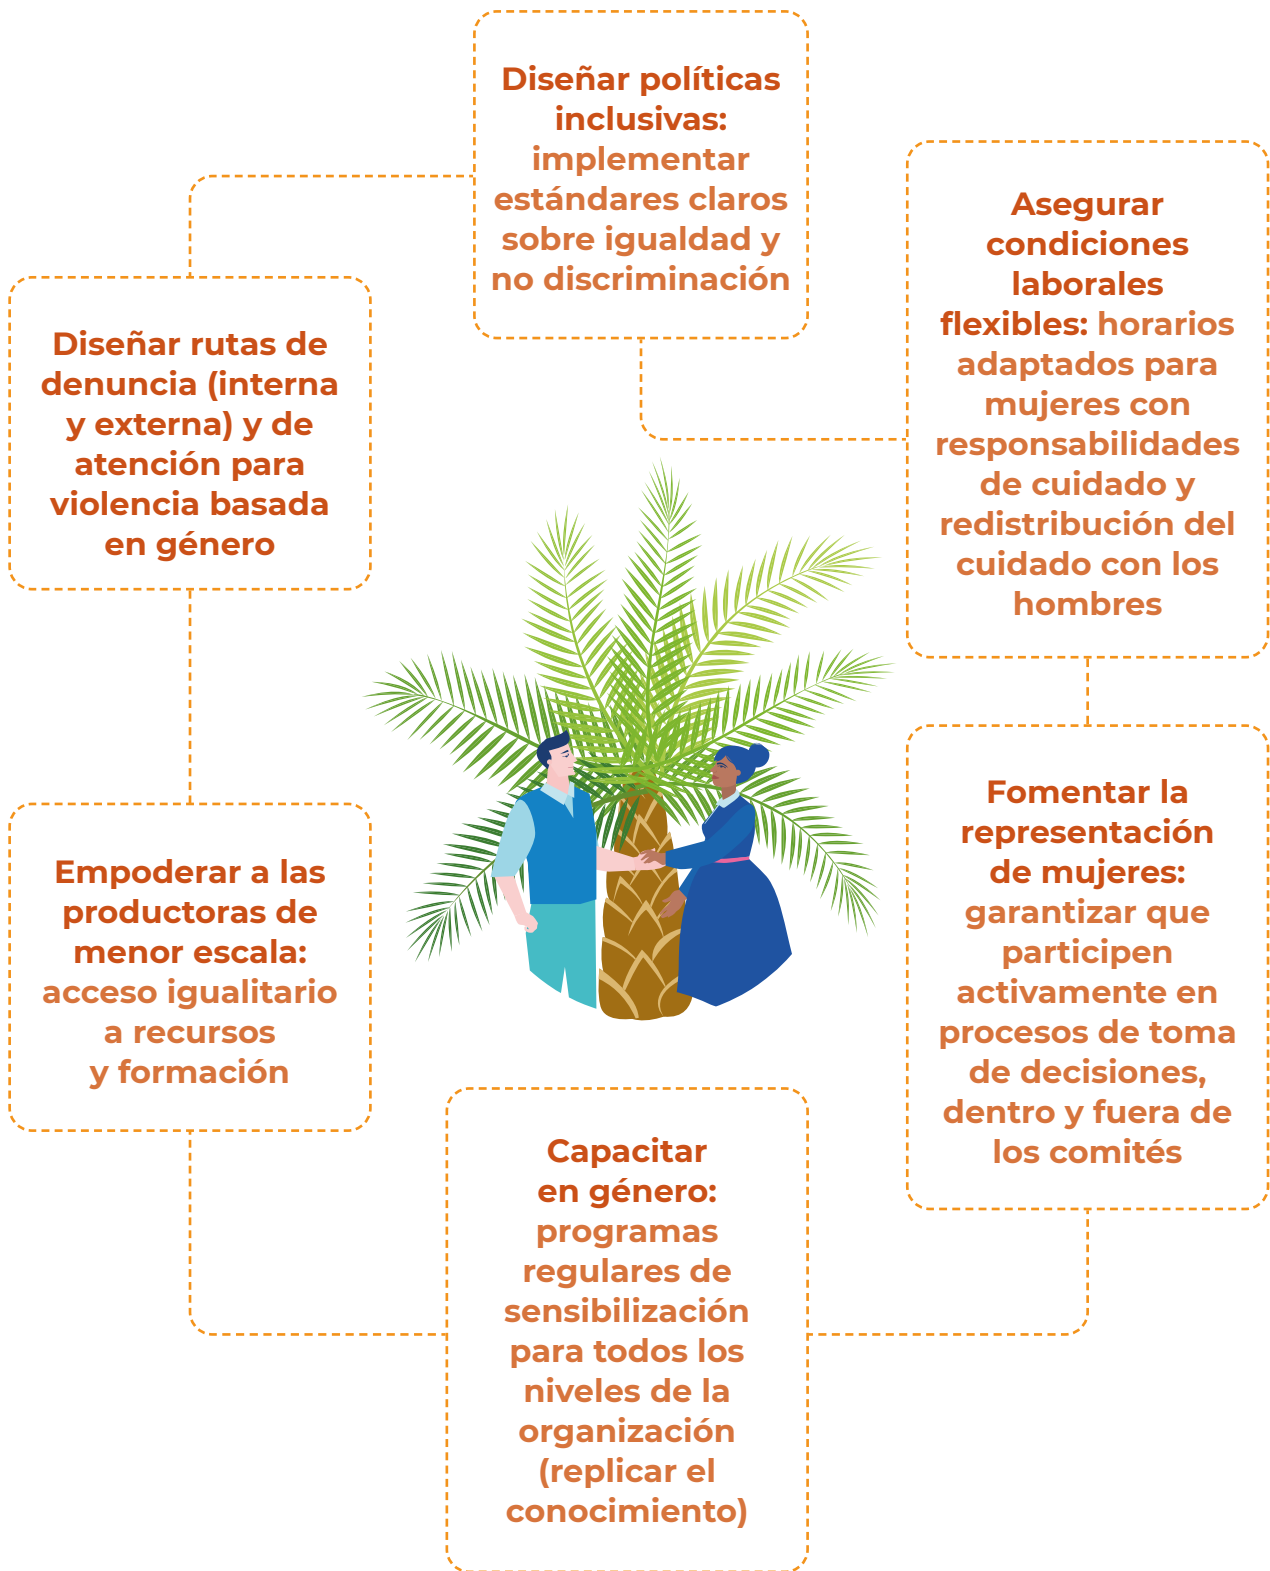 Diseñar políticas
inclusivas:
implementar
estándares claros
sobre igualdad y
no discriminación
Asegurar
condiciones
laborales
flexibles: horarios
adaptados para
mujeres con
responsabilidades
de cuidado y
redistribución del
cuidado con los
hombres
Fomentar la
representación
de mujeres:
garantizar que
participen
activamente en
procesos de toma
de decisiones,
dentro y fuera de
los comités
Capacitar
en género:
programas
regulares de
sensibilización
para todos los
niveles de la
organización
(replicar el
conocimiento)
Empoderar a las
productoras de
menor escala:
acceso igualitario
a recursos
y formación
Diseñar rutas de
denuncia (interna
y externa) y de
atención para
violencia basada
en género